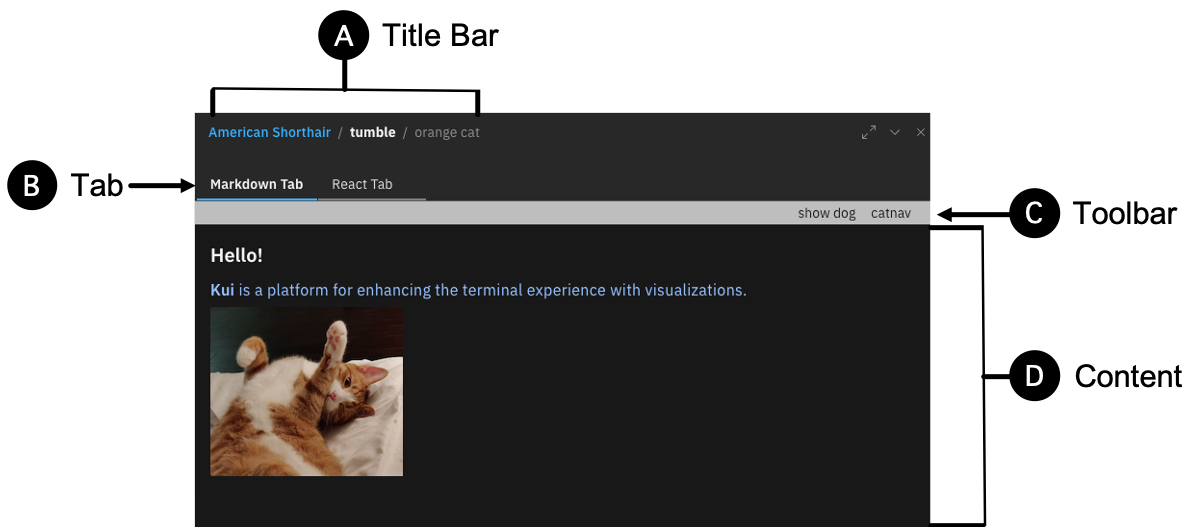 A Title Bar
American Shorthair / tumble / orange cat
B Tab
Markdown Tab React Tab
show dog catnav
C Toolbar
Hello!
Kui is a platform for enhancing the terminal experience with visualizations.
D Content